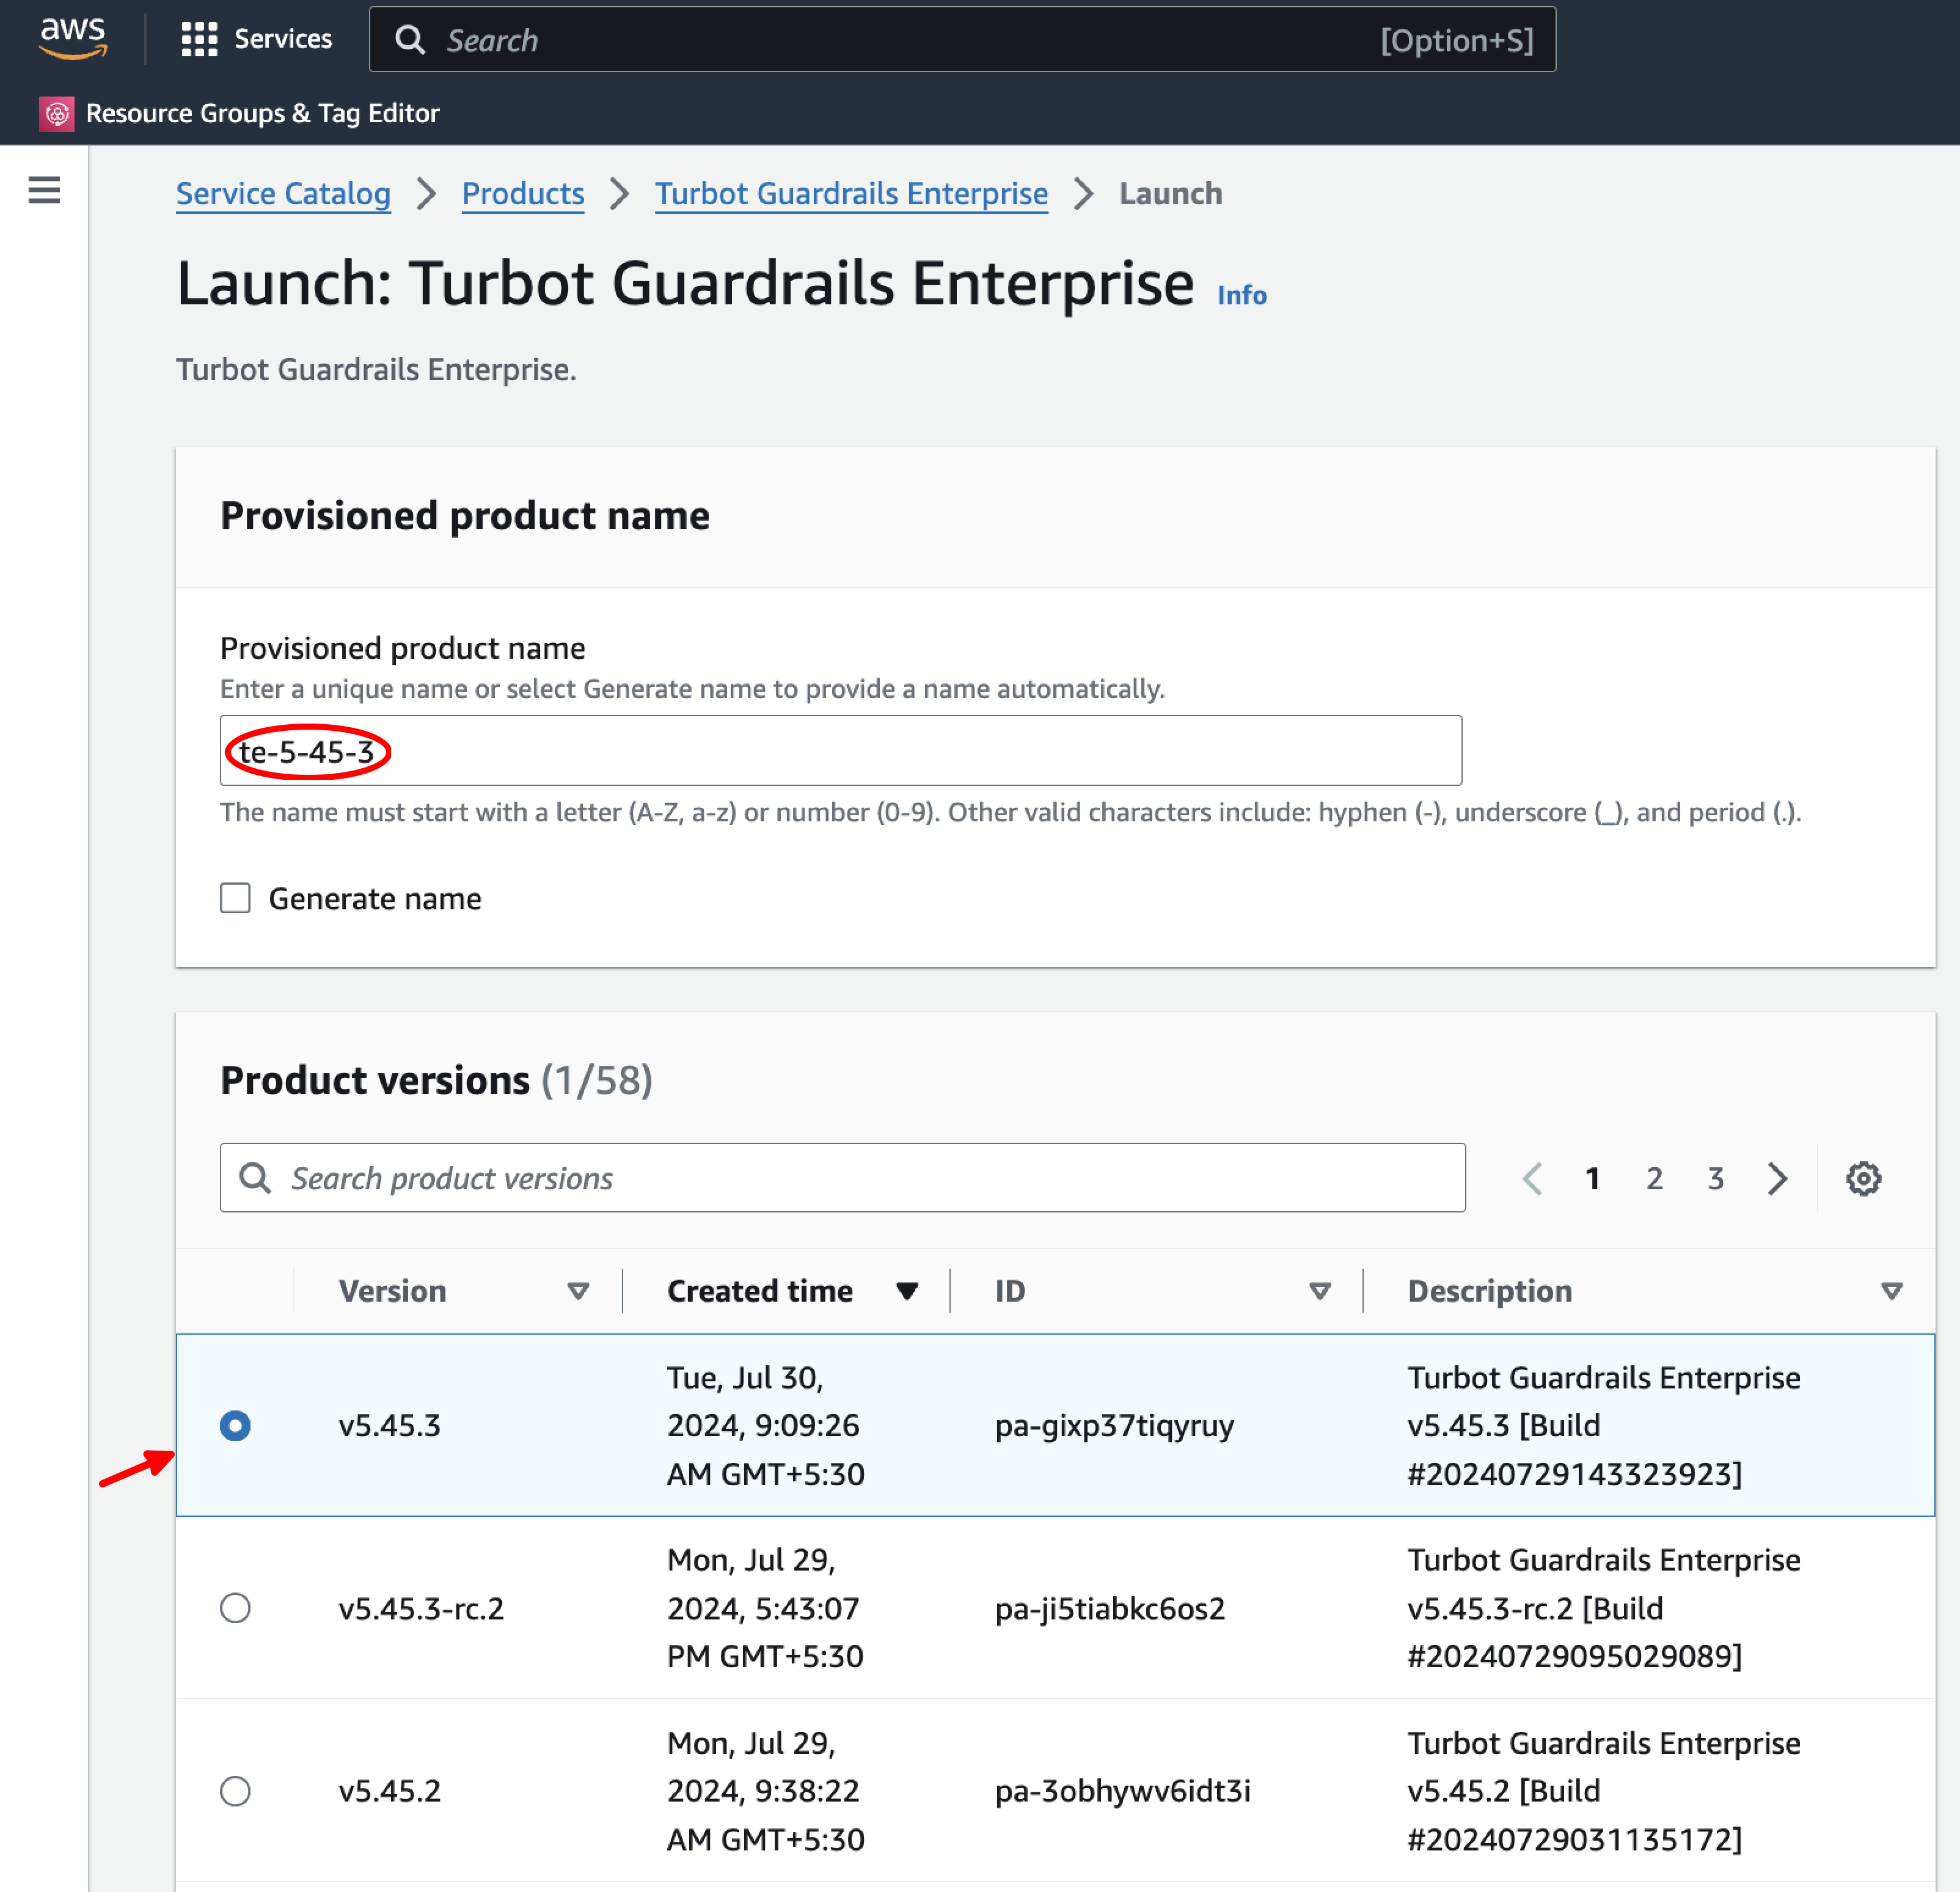 aws
Services
Search
[Option+S]
Resource Groups & Tag Editor
Service Catalog
Products
Turbot Guardrails Enterprise
Launch
Launch: Turbot Guardrails Enterprise Info
Turbot Guardrails Enterprise.
Provisioned product name
Provisioned product name
Enter a unique name or select Generate name to provide a name automatically.
te-5-45-3
The name must start with a letter (A-Z, a-z) or number (0-9). Other valid characters include: hyphen (-), underscore (_), and period (.).
Generate name
Product versions (1/58)
Search product versions
1 2 3
Version
Created time
ID
Description
v5.45.3
Tue, Jul 30,
2024, 9:09:26
AM GMT+5:30
pa-gixp37tiqyruy
Turbot Guardrails Enterprise
v5.45.3 [Build
#20240729143323923]
v5.45.3-rc.2
Mon, Jul 29,
2024, 5:43:07
PM GMT+5:30
pa-ji5tiabkc6os2
Turbot Guardrails Enterprise
v5.45.3-rc.2 [Build
#20240729095029089]
v5.45.2
Mon, Jul 29,
2024, 9:38:22
AM GMT+5:30
pa-3obhywv6idt3i
Turbot Guardrails Enterprise
v5.45.2 [Build
#20240729031135172]